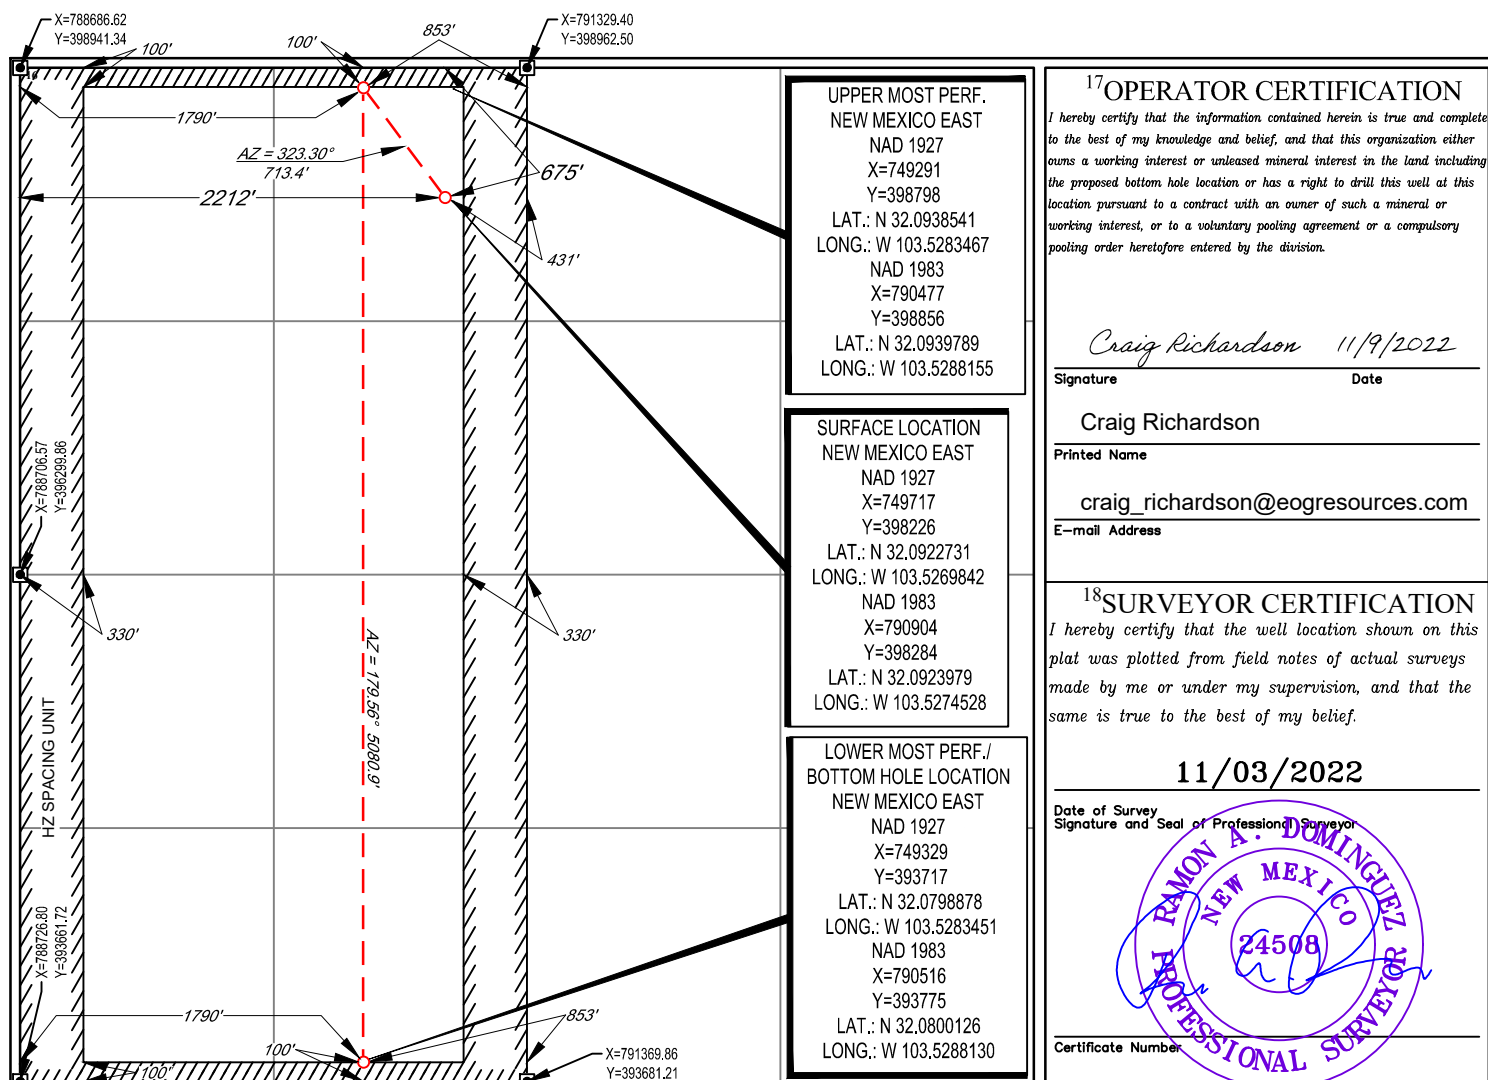 X=788686.62
Y=398941.34
X=791329.40
Y=398962.50
100'
100'
853'
1790'
AZ = 323.30°
713.4'
2212'
675'
431'
X=788706.57
Y=396299.86
330'
330'
AZ = 179.56° 5080.9'
HZ SPACING UNIT
X=788726.80
Y=393661.72
1790'
853'
100'
100'
X=791369.86
Y=393681.21
UPPER MOST PERF.
NEW MEXICO EAST
NAD 1927
X=749291
Y=398798
LAT.: N 32.0938541
LONG.: W 103.5283467
NAD 1983
X=790477
Y=398856
LAT.: N 32.0939789
LONG.: W 103.5288155
SURFACE LOCATION
NEW MEXICO EAST
NAD 1927
X=749717
Y=398226
LAT.: N 32.0922731
LONG.: W 103.5269842
NAD 1983
X=790904
Y=398284
LAT.: N 32.0923979
LONG.: W 103.5274528
LOWER MOST PERF./
BOTTOM HOLE LOCATION
NEW MEXICO EAST
NAD 1927
X=749329
Y=393717
LAT.: N 32.0798878
LONG.: W 103.5283451
NAD 1983
X=790516
Y=393775
LAT.: N 32.0800126
LONG.: W 103.5288130
17OPERATOR CERTIFICATION
I hereby certify that the information contained herein is true and complete
to the best of my knowledge and belief, and that this organization either
owns a working interest or unleased mineral interest in the land including
the proposed bottom hole location or has a right to drill this well at this
location pursuant to a contract with an owner of such a mineral or
working interest, or to a voluntary pooling agreement or a compulsory
pooling order heretofore entered by the division.
Craig Richardson 11/9/2022
Signature Date
Craig Richardson
Printed Name
craig_richardson@eogresources.com
E-mail Address
18SURVEYOR CERTIFICATION
I hereby certify that the well location shown on this
plat was plotted from field notes of actual surveys
made by me or under my supervision, and that the
same is true to the best of my belief.
11/03/2022
Date of Survey
Signature and Seal of Professional Surveyor
RAMON A. DOMINGUEZ
NEW MEXICO
24508
PROFESSIONAL SURVEYOR
Certificate Number